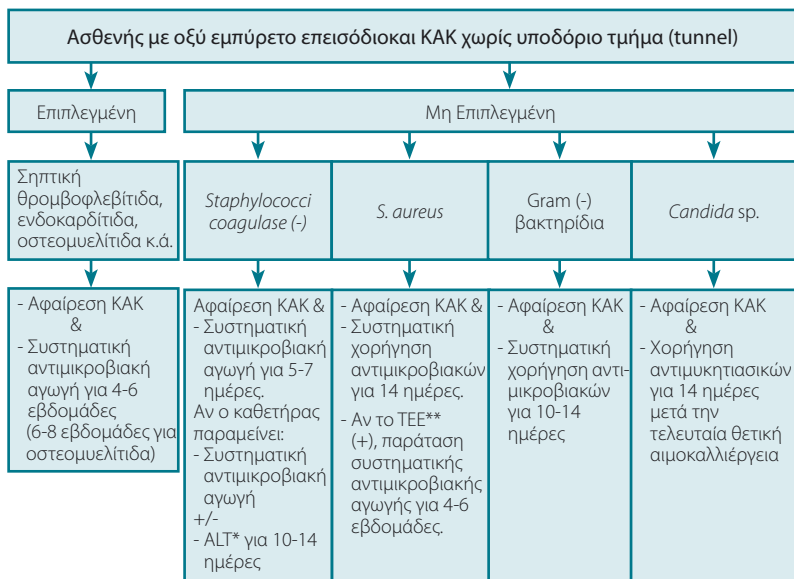 Ασθενής με οξύ εμπύρετο επεισόδιοκαι ΚΑΚ χωρίς υποδόριο τμήμα (tunnel)
Επιπλεγμένη
Μη Επιπλεγμένη
Σηπτική
θρομβοφλεβίτιδα,
ενδοκαρδίτιδα,
οστεομυελίτιδα κ.ά.
Staphylococci
coagulase (-)
S. aureus
Gram (-)
βακτηρίδια
Candida sp.
- Αφαίρεση ΚΑΚ
&
- Συστηματική
αντιμικροβιακή
αγωγή για 4-6
εβδομάδες
(6-8 εβδομάδες για
οστεομυελίτιδα)
Αφαίρεση ΚΑΚ &
- Συστηματική
αντιμικροβιακή
αγωγή για 5-7
ημέρες.
Αν ο καθετήρας
παραμείνει:
- Συστηματική
αντιμικροβιακή
αγωγή
+/-
- ALT* για 10-14
ημέρες
- Αφαίρεση ΚΑΚ &
- Συστηματική
χορήγηση
αντιμικροβιακών
για 14 ημέρες.
- Αν το TEE**
(+), παράταση
συστηματικής
αντιμικροβιακής
αγωγής για 4-6
εβδομάδες.
- Αφαίρεση ΚΑΚ
&
- Συστηματική
χορήγηση αντι-
μικροβιακών
για 10-14
ημέρες
- Αφαίρεση ΚΑΚ
&
- Χορήγηση
αντιμυκητιασικών
για 14 ημέρες
μετά την
τελευταία θετική
αιμοκαλλιέργεια